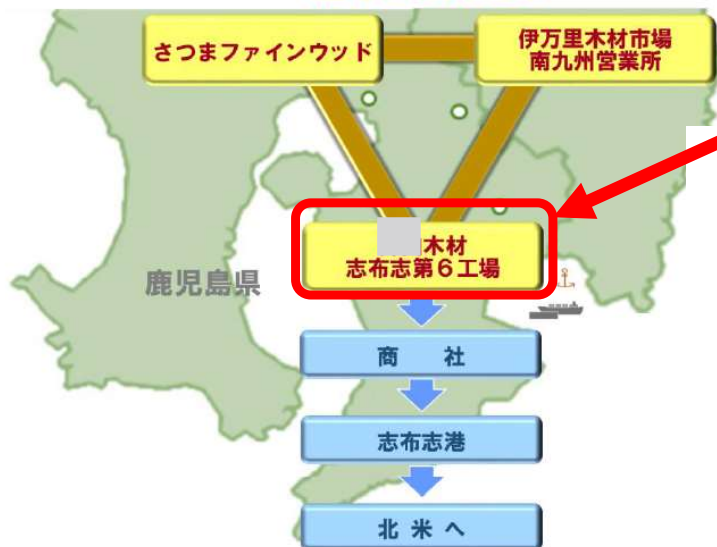 さつまファインウッド
伊万里木材市場
南九州営業所
木材
志布志第６工場
鹿児島県
商　社
志布志港
北 米 へ